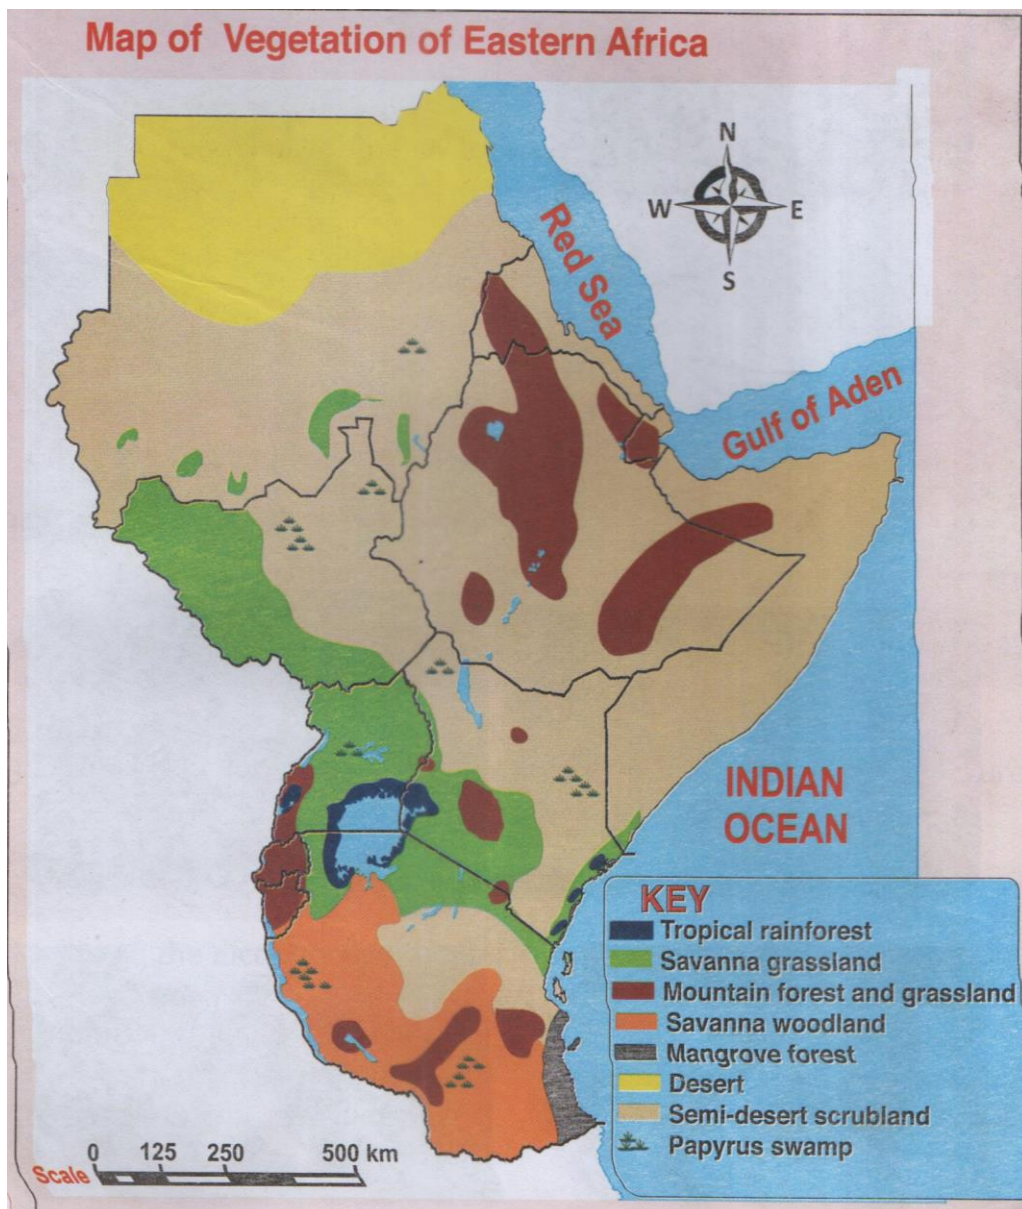 Map of Vegetation of Eastern Africa
N
W
E
S
Red Sea
Gulf of Aden
INDIAN
OCEAN
KEY
Tropical rainforest
Savanna grassland
Mountain forest and grassland
Savanna woodland
Mangrove forest
Desert
Semi-desert scrubland
Papyrus swamp
0 125 250 500 km
Scale